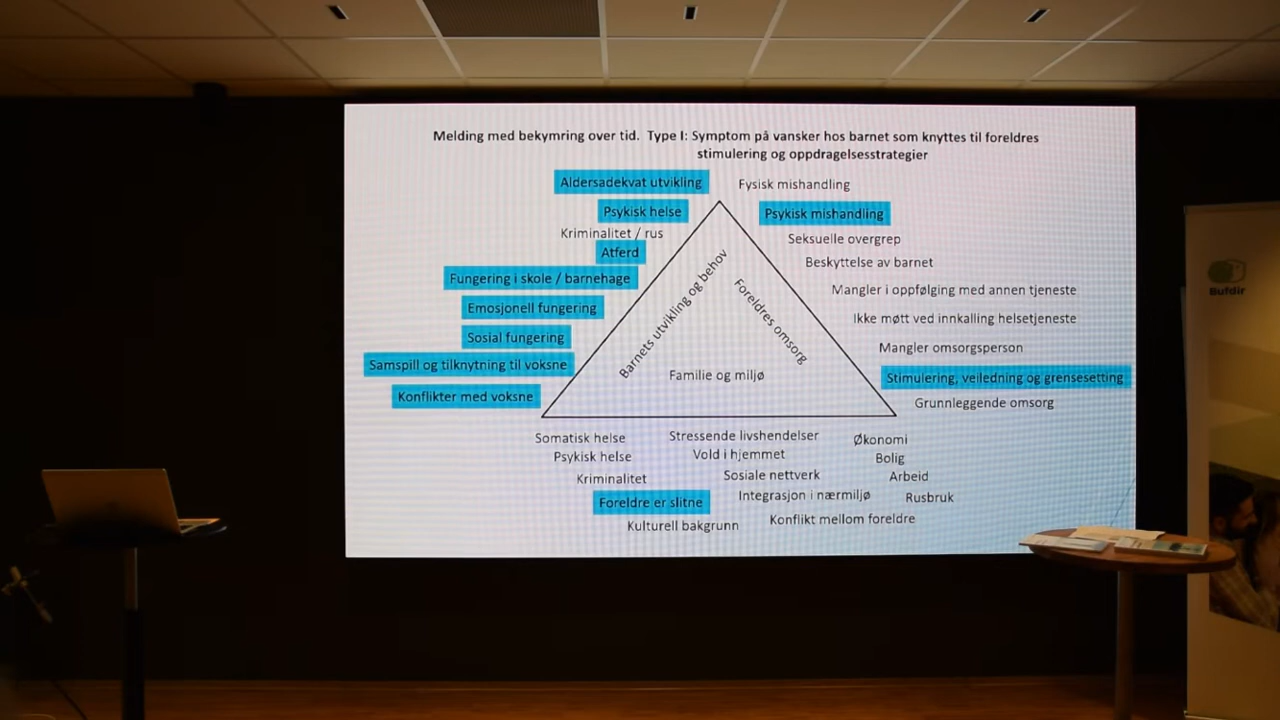 Melding med bekymring over tid. Type I: Symptom på vansker hos barnet som knyttes til foreldres
stimulering og oppdragelsesstrategier
Aldersadekvat utvikling
Psykisk helse
Kriminalitet / rus
Atferd
Fungering i skole / barnehage
Emosjonell fungering
Sosial fungering
Samspill og tilknytning til voksne
Konflikter med voksne
Fysisk mishandling
Psykisk mishandling
Seksuelle overgrep
Beskyttelse av barnet
Mangler i oppfølging med annen tjeneste
Ikke møtt ved innkalling helsetjeneste
Mangler omsorgsperson
Stimulering, veiledning og grensesetting
Grunnleggende omsorg
Barnets utvikling og behov
Foreldres omsorg
Familie og miljø
Somatisk helse
Psykisk helse
Kriminalitet
Foreldre er slitne
Kulturell bakgrunn
Stressende livshendelser
Vold i hjemmet
Sosiale nettverk
Integrasjon i nærmiljø
Konflikt mellom foreldre
Økonomi
Bolig
Arbeid
Rusbruk
Bufdir